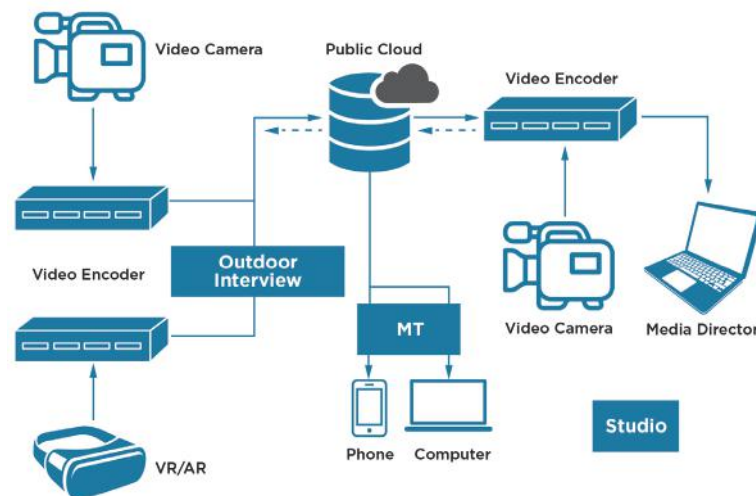 Video Camera
Public Cloud
Video Encoder
Video Encoder
Outdoor
Interview
MT
Video Camera
Media Director
Phone
Computer
Studio
VR/AR